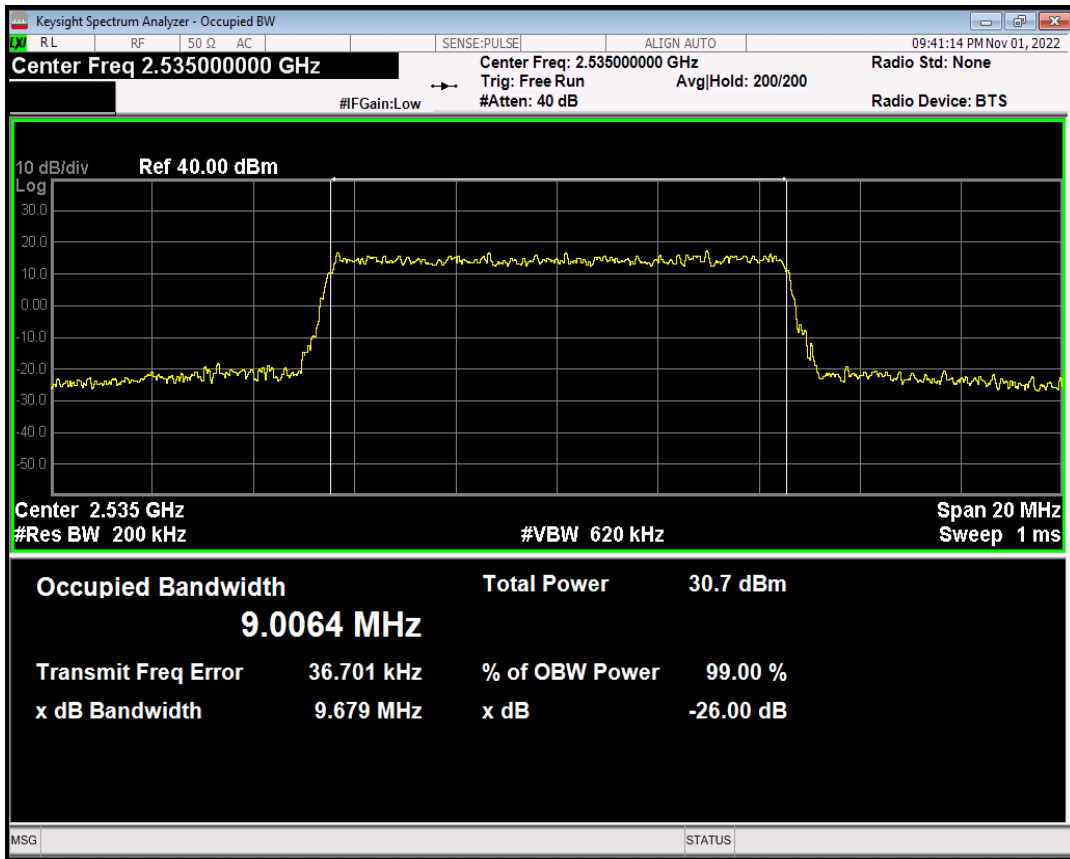 Keysight Spectrum Analyzer - Occupied BW
LXI RL RF 50 Ω AC SENSE:PULSE ALIGN AUTO 09:41:14 PM Nov 01, 2022
Center Freq 2.535000000 GHz
Center Freq: 2.535000000 GHz
Radio Std: None
Trig: Free Run Avg|Hold: 200/200
#IFGain:Low #Atten: 40 dB Radio Device: BTS
10 dB/div Ref 40.00 dBm
Log
30.0
20.0
10.0
0.00
-10.0
-20.0
-30.0
-40.0
-50.0
Center 2.535 GHz Span 20 MHz
#Res BW 200 kHz #VBW 620 kHz Sweep 1 ms
Occupied Bandwidth Total Power 30.7 dBm
9.0064 MHz
Transmit Freq Error 36.701 kHz % of OBW Power 99.00 %
x dB Bandwidth 9.679 MHz x dB -26.00 dB
MSG STATUS